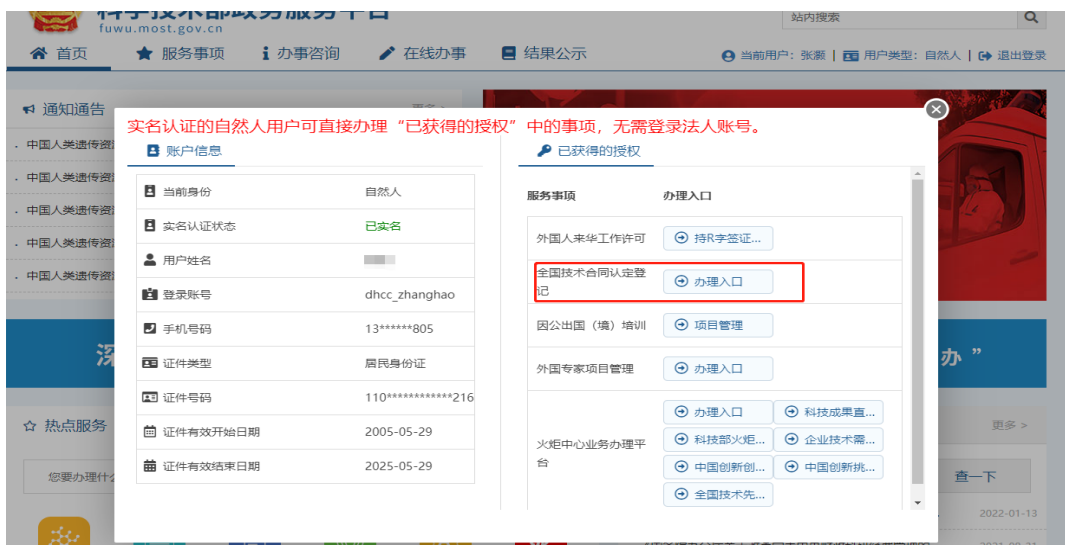 科学技术部政务服务平台
fuwu.most.gov.cn
站内搜索
首页
服务事项
办事咨询
在线办事
结果公示
当前用户：张灏 | 用户类型：自然人 | 退出登录
通知通告
更多 >
中国人类遗传资
中国人类遗传资
中国人类遗传资
中国人类遗传资
中国人类遗传资
实名认证的自然人用户可直接办理“已获得的授权”中的事项，无需登录法人账号。
账户信息
当前身份 自然人
实名认证状态 已实名
用户姓名
登录账号 dhcc_zhanghao
手机号码 13******805
证件类型 居民身份证
证件号码 110************216
证件有效开始日期 2005-05-29
证件有效结束日期 2025-05-29
已获得的授权
服务事项 办理入口
外国人来华工作许可 持R字签证...
全国技术合同认定登
记
办理入口
因公出国（境）培训 项目管理
外国专家项目管理 办理入口
火炬中心业务办理平
台
办理入口 科技成果直...
科技部火炬... 企业技术需...
中国创新创... 中国创新挑...
全国技术先...
深
办”
热点服务
更多 >
您要办理什么
查一下
2022-01-13